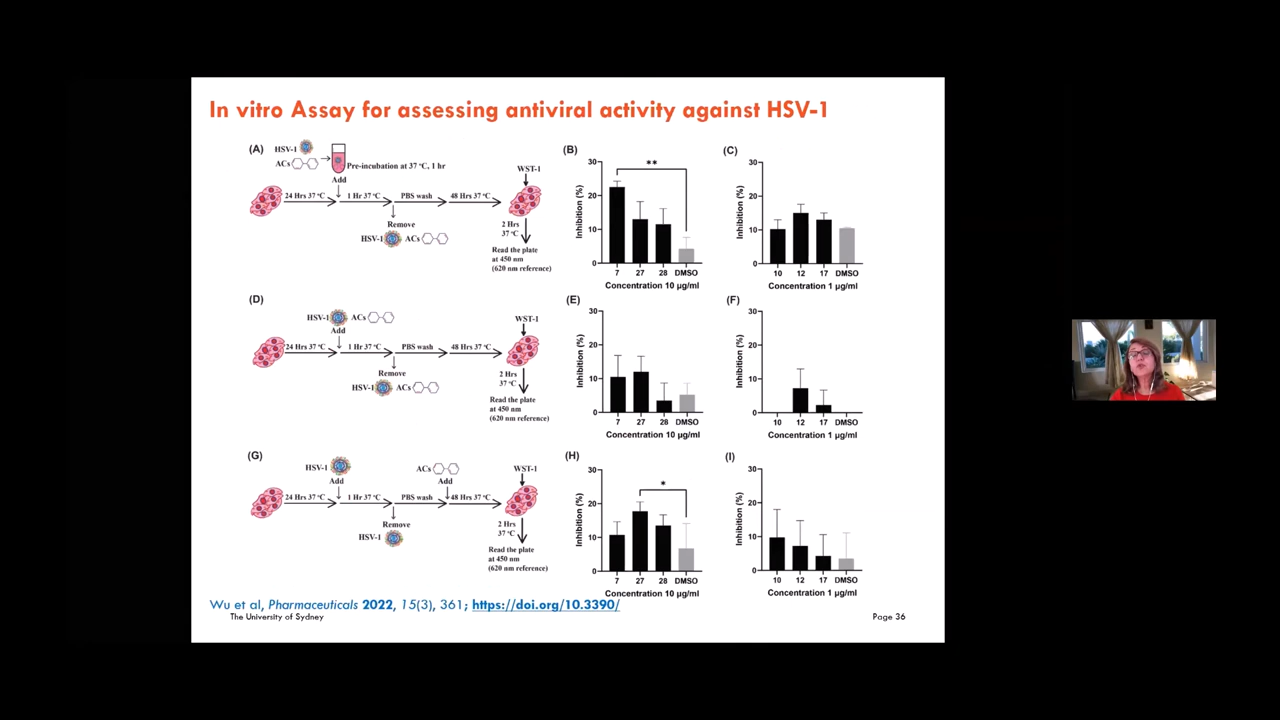 In vitro Assay for assessing antiviral activity against HSV-1
(A)
HSV-1
ACs
Pre-incubation at 37 °C, 1 hr
Add
24 Hrs 37 °C
1 Hr 37 °C
PBS wash
48 Hrs 37 °C
WST-1
Remove
HSV-1 ACs
2 Hrs
37 °C
Read the plate
at 450 nm
(620 nm reference)
(B)
Inhibition (%)
30
20
10
0
**
7 27 28 DMSO
Concentration 10 µg/ml
(C)
Inhibition (%)
30
20
10
0
10 12 17 DMSO
Concentration 1 µg/ml
(D)
HSV-1 ACs
Add
24 Hrs 37 °C
1 Hr 37 °C
PBS wash
48 Hrs 37 °C
WST-1
Remove
HSV-1 ACs
2 Hrs
37 °C
Read the plate
at 450 nm
(620 nm reference)
(E)
Inhibition (%)
30
20
10
0
7 27 28 DMSO
Concentration 10 µg/ml
(F)
Inhibition (%)
30
20
10
0
10 12 17 DMSO
Concentration 1 µg/ml
(G)
HSV-1
Add
ACs
Add
24 Hrs 37 °C
1 Hr 37 °C
PBS wash
48 Hrs 37 °C
WST-1
Remove
HSV-1
2 Hrs
37 °C
Read the plate
at 450 nm
(620 nm reference)
(H)
Inhibition (%)
30
20
10
0
*
7 27 28 DMSO
Concentration 10 µg/ml
(I)
Inhibition (%)
30
20
10
0
10 12 17 DMSO
Concentration 1 µg/ml
Wu et al, Pharmaceuticals 2022, 15(3), 361; https://doi.org/10.3390/
The University of Sydney
Page 36